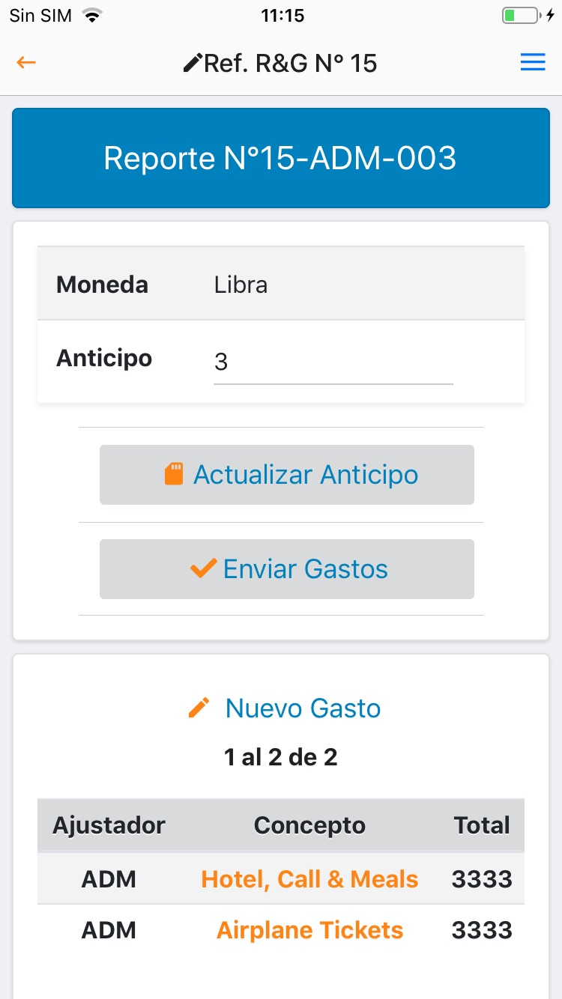 Sin SIM 11:15
Ref. R&G Nº 15
Reporte N°15-ADM-003
Moneda Libra
Anticipo 3
Actualizar Anticipo
Enviar Gastos
Nuevo Gasto
1 al 2 de 2
Ajustador Concepto Total
ADM Hotel, Call & Meals 3333
ADM Airplane Tickets 3333